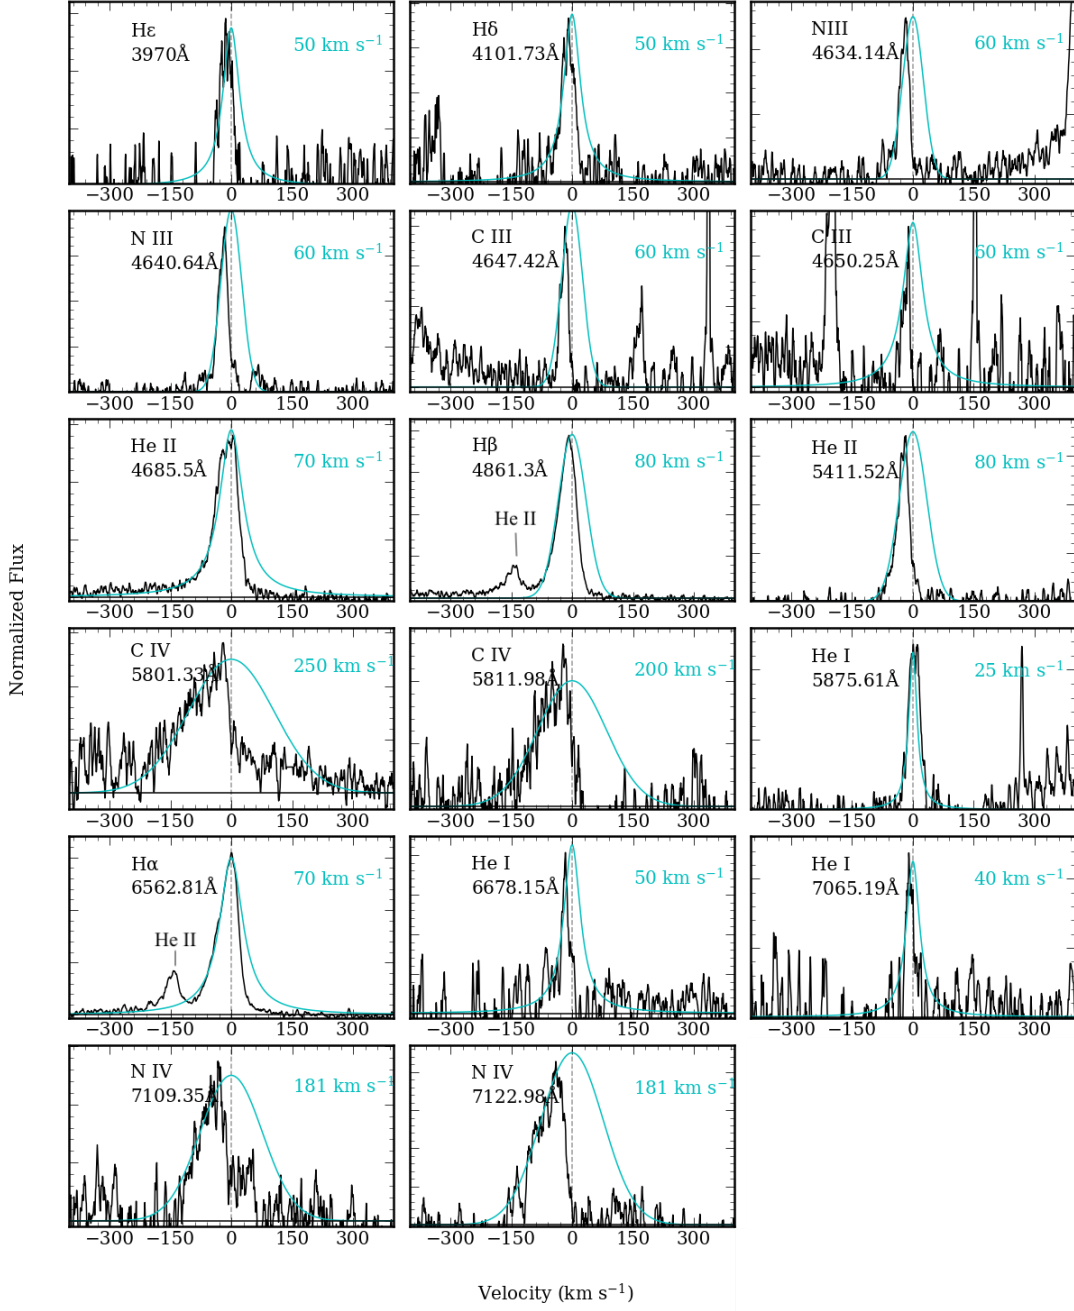 Hε
3970Å
50 km s⁻¹
−300 −150 0 150 300
Hδ
4101.73Å
50 km s⁻¹
−300 −150 0 150 300
NIII
4634.14Å
60 km s⁻¹
−300 −150 0 150 300
N III
4640.64Å
60 km s⁻¹
−300 −150 0 150 300
C III
4647.42Å
60 km s⁻¹
−300 −150 0 150 300
C III
4650.25Å
60 km s⁻¹
−300 −150 0 150 300
He II
4685.5Å
70 km s⁻¹
−300 −150 0 150 300
Hβ
4861.3Å
80 km s⁻¹
He II
−300 −150 0 150 300
He II
5411.52Å
80 km s⁻¹
−300 −150 0 150 300
Normalized Flux
C IV
5801.33Å
250 km s⁻¹
−300 −150 0 150 300
C IV
5811.98Å
200 km s⁻¹
−300 −150 0 150 300
He I
5875.61Å
25 km s⁻¹
−300 −150 0 150 300
Hα
6562.81Å
70 km s⁻¹
He II
−300 −150 0 150 300
He I
6678.15Å
50 km s⁻¹
−300 −150 0 150 300
He I
7065.19Å
40 km s⁻¹
−300 −150 0 150 300
N IV
7109.35Å
181 km s⁻¹
−300 −150 0 150 300
N IV
7122.98Å
181 km s⁻¹
−300 −150 0 150 300
Velocity (km s⁻¹)